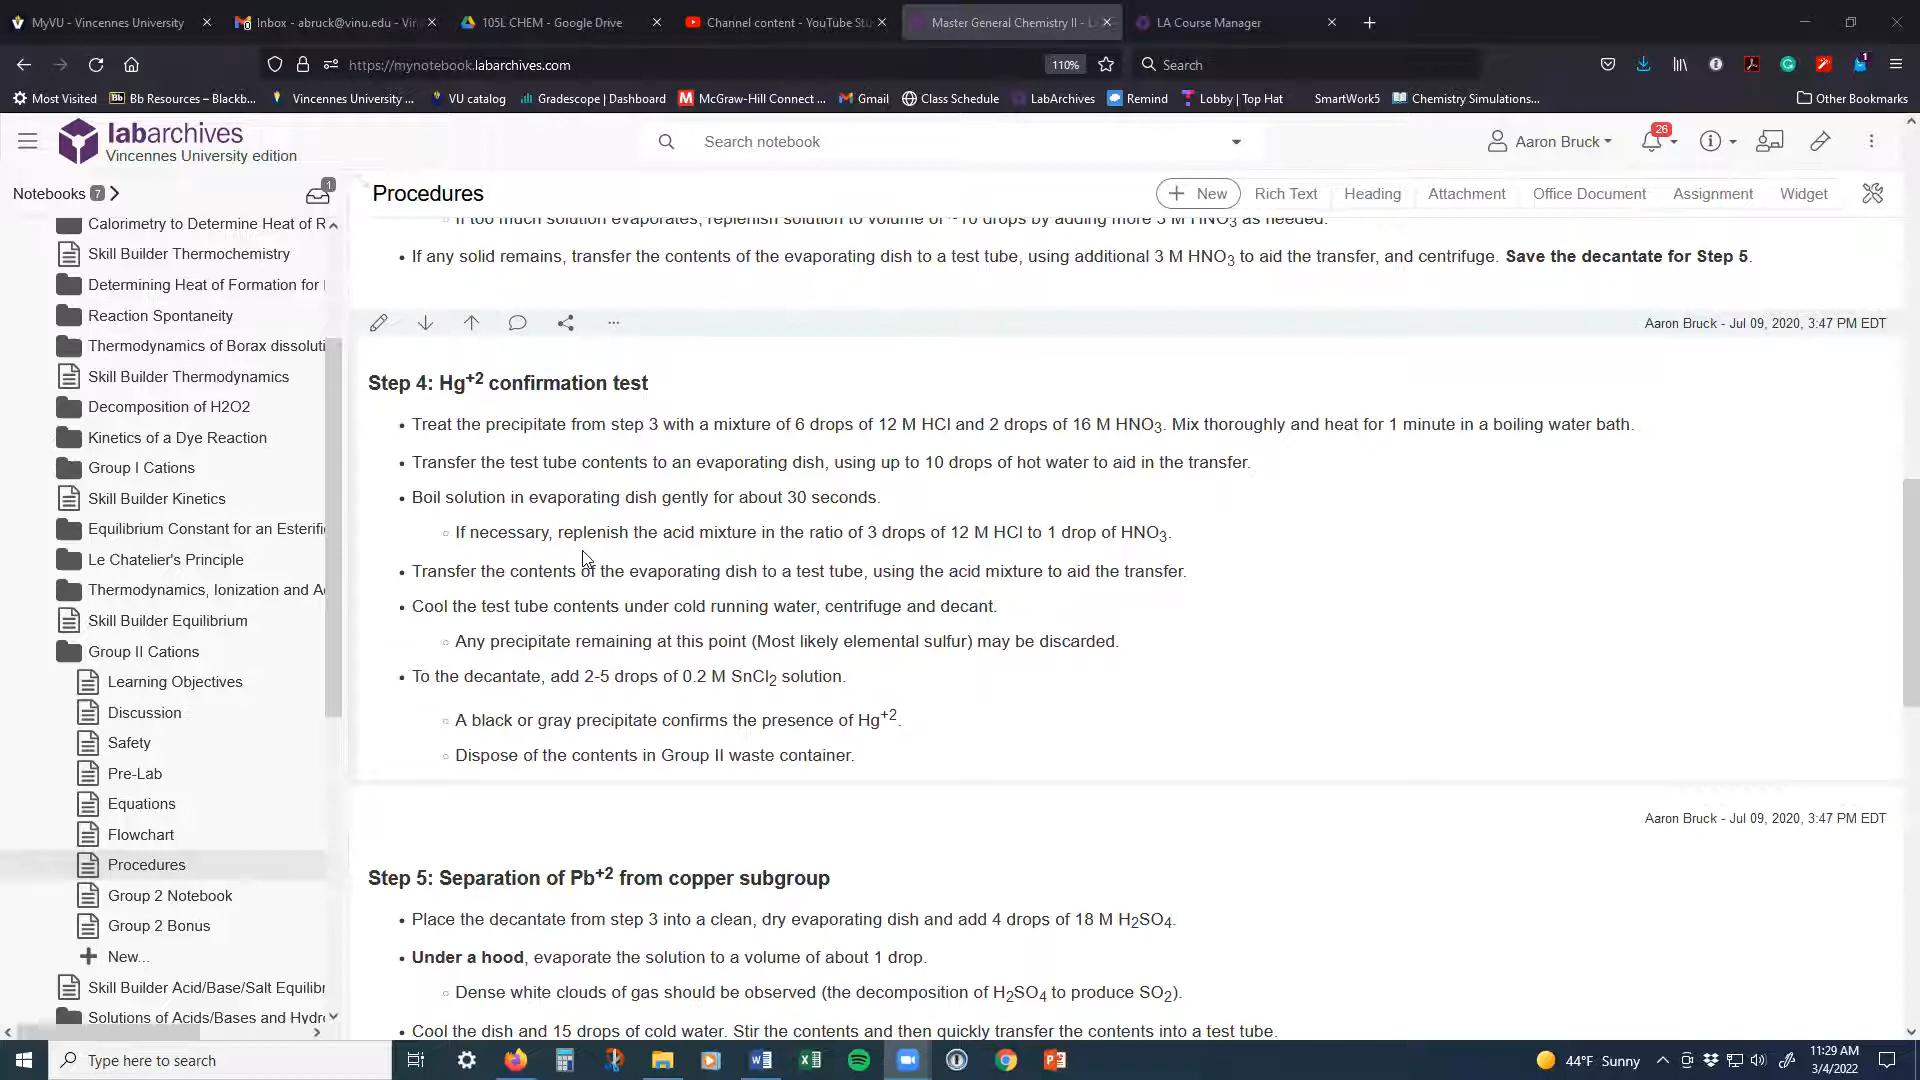 MyVU - Vincennes University
Inbox - abruck@vinu.edu - Vin
105L CHEM - Google Drive
Channel content - YouTube Stu
Master General Chemistry II - L
LA Course Manager
https://mynotebook.labarchives.com
110%
Search
Most Visited
Bb Resources – Blackb...
Vincennes University ...
VU catalog
Gradescope | Dashboard
McGraw-Hill Connect ...
Gmail
Class Schedule
LabArchives
Remind
Lobby | Top Hat
SmartWork5
Chemistry Simulations...
Other Bookmarks
labarchives
Vincennes University edition
Search notebook
Aaron Bruck
26
Notebooks 7
1
Procedures
New
Rich Text
Heading
Attachment
Office Document
Assignment
Widget
Calorimetry to Determine Heat of R
Skill Builder Thermochemistry
Determining Heat of Formation for
Reaction Spontaneity
Thermodynamics of Borax dissoluti
Skill Builder Thermodynamics
Decomposition of H2O2
Kinetics of a Dye Reaction
Group I Cations
Skill Builder Kinetics
Equilibrium Constant for an Esterifi
Le Chatelier's Principle
Thermodynamics, Ionization and A
Skill Builder Equilibrium
Group II Cations
Learning Objectives
Discussion
Safety
Pre-Lab
Equations
Flowchart
Procedures
Group 2 Notebook
Group 2 Bonus
New...
Skill Builder Acid/Base/Salt Equilibr
Solutions of Acids/Bases and Hydr
If too much solution evaporates, replenish solution to volume of ~10 drops by adding more 3 M HNO3 as needed.
• If any solid remains, transfer the contents of the evaporating dish to a test tube, using additional 3 M HNO3 to aid the transfer, and centrifuge. Save the decantate for Step 5.
Aaron Bruck - Jul 09, 2020, 3:47 PM EDT
Step 4: Hg+2 confirmation test
• Treat the precipitate from step 3 with a mixture of 6 drops of 12 M HCl and 2 drops of 16 M HNO3. Mix thoroughly and heat for 1 minute in a boiling water bath.
• Transfer the test tube contents to an evaporating dish, using up to 10 drops of hot water to aid in the transfer.
• Boil solution in evaporating dish gently for about 30 seconds.
◦ If necessary, replenish the acid mixture in the ratio of 3 drops of 12 M HCl to 1 drop of HNO3.
• Transfer the contents of the evaporating dish to a test tube, using the acid mixture to aid the transfer.
• Cool the test tube contents under cold running water, centrifuge and decant.
◦ Any precipitate remaining at this point (Most likely elemental sulfur) may be discarded.
• To the decantate, add 2-5 drops of 0.2 M SnCl2 solution.
◦ A black or gray precipitate confirms the presence of Hg+2.
◦ Dispose of the contents in Group II waste container.
Aaron Bruck - Jul 09, 2020, 3:47 PM EDT
Step 5: Separation of Pb+2 from copper subgroup
• Place the decantate from step 3 into a clean, dry evaporating dish and add 4 drops of 18 M H2SO4.
• Under a hood, evaporate the solution to a volume of about 1 drop.
◦ Dense white clouds of gas should be observed (the decomposition of H2SO4 to produce SO2).
• Cool the dish and 15 drops of cold water. Stir the contents and then quickly transfer the contents into a test tube.
Type here to search
44°F Sunny
11:29 AM
3/4/2022